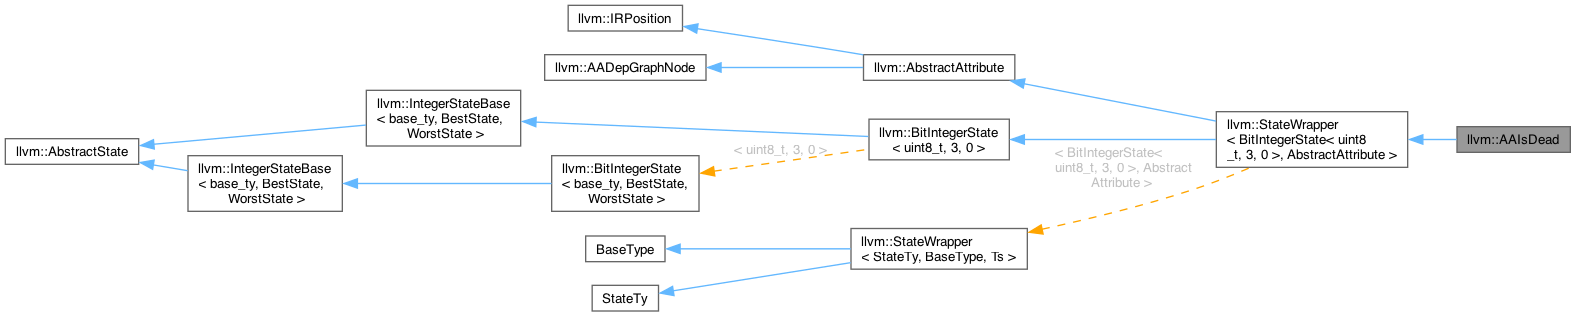 llvm::IRPosition
llvm::AADepGraphNode
llvm::AbstractAttribute
llvm::IntegerStateBase
< base_ty, BestState,
WorstState >
llvm::AbstractState
llvm::IntegerStateBase
< base_ty, BestState,
WorstState >
llvm::BitIntegerState
< base_ty, BestState,
WorstState >
< uint8_t, 3, 0 >
llvm::BitIntegerState
< uint8_t, 3, 0 >
< BitIntegerState<
uint8_t, 3, 0 >, Abstract
Attribute >
llvm::StateWrapper
< BitIntegerState< uint8
_t, 3, 0 >, AbstractAttribute >
llvm::AAIsDead
BaseType
StateTy
llvm::StateWrapper
< StateTy, BaseType, Ts >